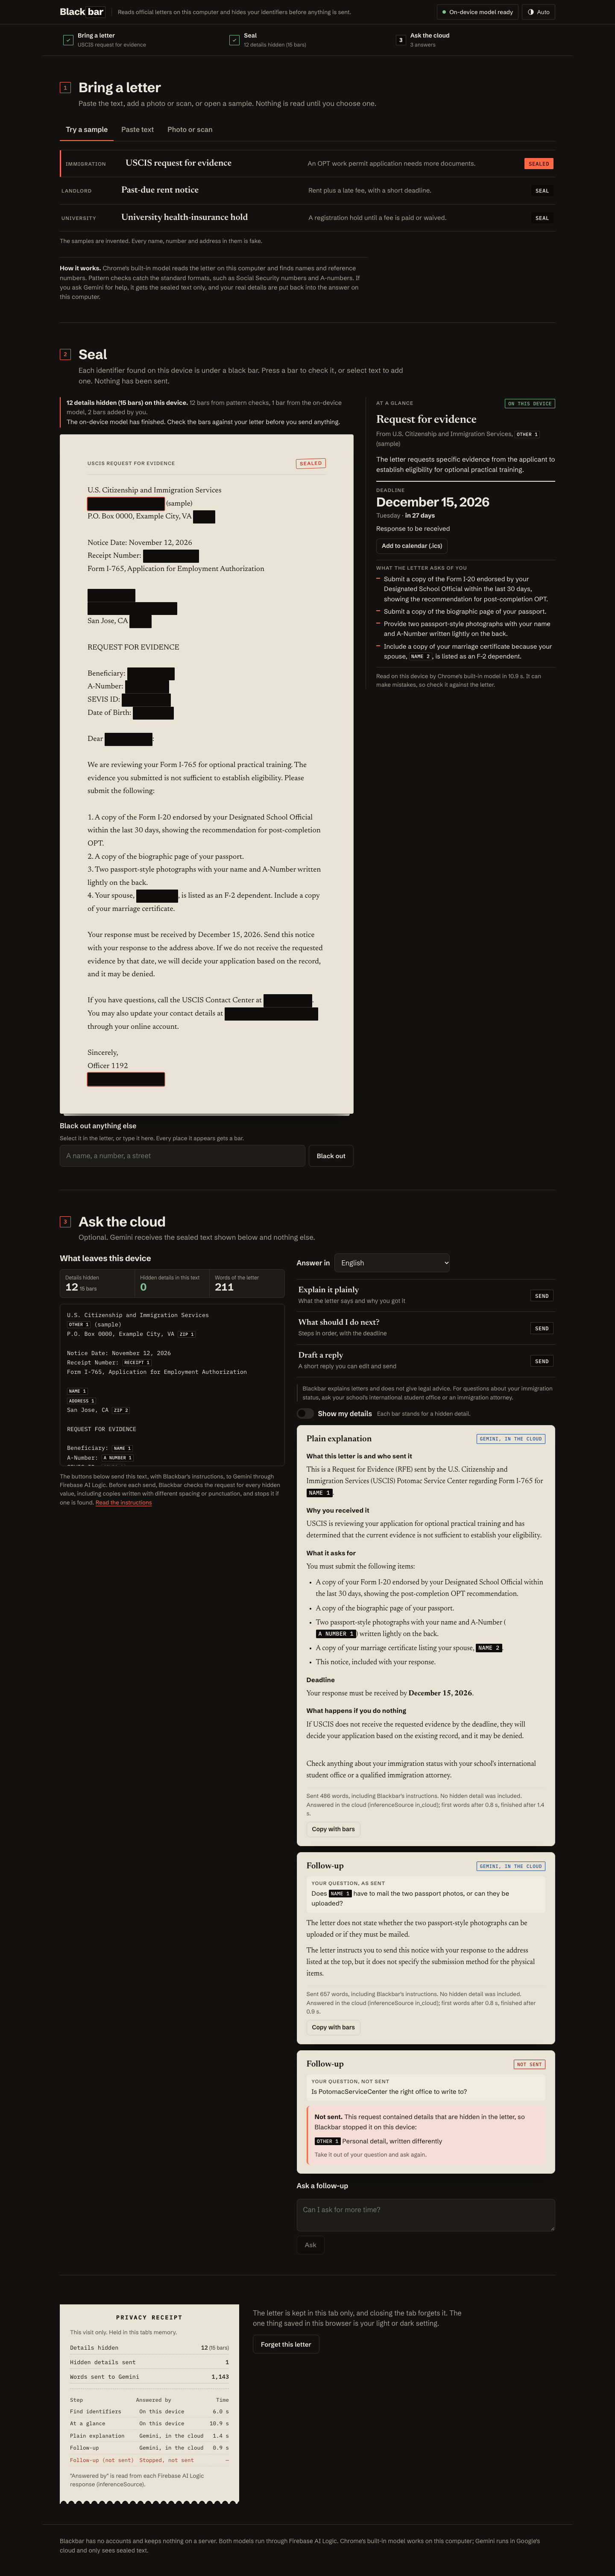 Black bar
Reads official letters on this computer and hides your identifiers before anything is sent.
On-device model ready
Auto
Bring a letter
USCIS request for evidence
Seal
12 details hidden (15 bars)
3
Ask the cloud
3 answers
1
Bring a letter
Paste the text, add a photo or scan, or open a sample. Nothing is read until you choose one.
Try a sample
Paste text
Photo or scan
IMMIGRATION
USCIS request for evidence
An OPT work permit application needs more documents.
SEALED
LANDLORD
Past-due rent notice
Rent plus a late fee, with a short deadline.
SEAL
UNIVERSITY
University health-insurance hold
A registration hold until a fee is paid or waived.
SEAL
The samples are invented. Every name, number and address in them is fake.
How it works. Chrome's built-in model reads the letter on this computer and finds names and reference
numbers. Pattern checks catch the standard formats, such as Social Security numbers and A-numbers. If
you ask Gemini for help, it gets the sealed text only, and your real details are put back into the answer on
this computer.
2
Seal
Each identifier found on this device is under a black bar. Press a bar to check it, or select text to add
one. Nothing has been sent.
12 details hidden (15 bars) on this device. 12 bars from pattern checks, 1 bar from the on-device
model, 2 bars added by you.
The on-device model has finished. Check the bars against your letter before you send anything.
USCIS REQUEST FOR EVIDENCE
SEALED
U.S. Citizenship and Immigration Services
(sample)
P.O. Box 0000, Example City, VA
Notice Date: November 12, 2026
Receipt Number:
Form I-765, Application for Employment Authorization
San Jose, CA
REQUEST FOR EVIDENCE
Beneficiary:
A-Number:
SEVIS ID:
Date of Birth:
Dear :
We are reviewing your Form I-765 for optional practical training. The
evidence you submitted is not sufficient to establish eligibility. Please
submit the following:
1. A copy of the Form I-20 endorsed by your Designated School Official
within the last 30 days, showing the recommendation for post-completion
OPT.
2. A copy of the biographic page of your passport.
3. Two passport-style photographs with your name and A-Number written
lightly on the back.
4. Your spouse, , is listed as an F-2 dependent. Include a copy
of your marriage certificate.
Your response must be received by December 15, 2026. Send this notice
with your response to the address above. If we do not receive the requested
evidence by that date, we will decide your application based on the record,
and it may be denied.
If you have questions, call the USCIS Contact Center at .
You may also update your contact details at
through your online account.
Sincerely,
Officer 1192
AT A GLANCE
ON THIS DEVICE
Request for evidence
From U.S. Citizenship and Immigration Services, OTHER 1
(sample)
The letter requests specific evidence from the applicant to
establish eligibility for optional practical training.
DEADLINE
December 15, 2026
Tuesday · in 27 days
Response to be received
Add to calendar (.ics)
WHAT THE LETTER ASKS OF YOU
Submit a copy of the Form I-20 endorsed by your
Designated School Official within the last 30 days,
showing the recommendation for post-completion OPT.
Submit a copy of the biographic page of your passport.
Provide two passport-style photographs with your name
and A-Number written lightly on the back.
Include a copy of your marriage certificate because your
spouse, NAME 2 , is listed as an F-2 dependent.
Read on this device by Chrome's built-in model in 10.9 s. It can
make mistakes, so check it against the letter.
Black out anything else
Select it in the letter, or type it here. Every place it appears gets a bar.
A name, a number, a street
Black out
3
Ask the cloud
Optional. Gemini receives the sealed text shown below and nothing else.
What leaves this device
Details hidden
12 15 bars
Hidden details in this text
0
Words of the letter
211
U.S. Citizenship and Immigration Services
OTHER 1 (sample)
P.O. Box 0000, Example City, VA ZIP 1
Notice Date: November 12, 2026
Receipt Number: RECEIPT 1
Form I-765, Application for Employment Authorization
NAME 1
ADDRESS 1
San Jose, CA ZIP 2
REQUEST FOR EVIDENCE
Beneficiary: NAME 1
A-Number: A NUMBER 1
The buttons below send this text, with Blackbar's instructions, to Gemini through
Firebase AI Logic. Before each send, Blackbar checks the request for every hidden
value, including copies written with different spacing or punctuation, and stops it if
one is found. Read the instructions
Answer in
English
Explain it plainly
What the letter says and why you got it
SEND
What should I do next?
Steps in order, with the deadline
SEND
Draft a reply
A short reply you can edit and send
SEND
Blackbar explains letters and does not give legal advice. For questions about your immigration
status, ask your school's international student office or an immigration attorney.
Show my details
Each bar stands for a hidden detail.
Plain explanation
GEMINI, IN THE CLOUD
What this letter is and who sent it
This is a Request for Evidence (RFE) sent by the U.S. Citizenship and
Immigration Services (USCIS) Potomac Service Center regarding Form I-765 for
NAME 1
Why you received it
USCIS is reviewing your application for optional practical training and has
determined that the current evidence is not sufficient to establish your eligibility.
What it asks for
You must submit the following items:
• A copy of your Form I-20 endorsed by your Designated School Official within
the last 30 days, showing the post-completion OPT recommendation.
• A copy of the biographic page of your passport.
• Two passport-style photographs with your name and A-Number (
A NUMBER 1) written lightly on the back.
• A copy of your marriage certificate listing your spouse, NAME 2
• This notice, included with your response.
Deadline
Your response must be received by December 15, 2026.
What happens if you do nothing
If USCIS does not receive the requested evidence by the deadline, they will
decide your application based on the existing record, and it may be denied.
Check anything about your immigration status with your school's international
student office or a qualified immigration attorney.
Sent 486 words, including Blackbar's instructions. No hidden detail was included.
Answered in the cloud (inferenceSource in_cloud); first words after 0.8 s, finished after 1.4
s.
Copy with bars
Follow-up
GEMINI, IN THE CLOUD
YOUR QUESTION, AS SENT
Does NAME 1 have to mail the two passport photos, or can they be
uploaded?
The letter does not state whether the two passport-style photographs can be
uploaded or if they must be mailed.
The letter instructs you to send this notice with your response to the address
listed at the top, but it does not specify the submission method for the physical
items.
Sent 657 words, including Blackbar's instructions. No hidden detail was included.
Answered in the cloud (inferenceSource in_cloud); first words after 0.8 s, finished after
0.9 s.
Copy with bars
Follow-up
NOT SENT
YOUR QUESTION, NOT SENT
Is PotomacServiceCenter the right office to write to?
Not sent. This request contained details that are hidden in the letter, so
Blackbar stopped it on this device:
OTHER 1 Personal detail, written differently
Take it out of your question and ask again.
Ask a follow-up
Can I ask for more time?
Ask
PRIVACY RECEIPT
This visit only. Held in this tab's memory.
Details hidden 12 (15 bars)
Hidden details sent 1
Words sent to Gemini 1,143
Step Answered by Time
Find identifiers On this device 6.0 s
At a glance On this device 10.9 s
Plain explanation Gemini, in the cloud 1.4 s
Follow-up Gemini, in the cloud 0.9 s
Follow-up (not sent) Stopped, not sent —
"Answered by" is read from each Firebase AI Logic
response (inferenceSource).
The letter is kept in this tab only, and closing the tab forgets it. The
one thing saved in this browser is your light or dark setting.
Forget this letter
Blackbar has no accounts and keeps nothing on a server. Both models run through Firebase AI Logic. Chrome's built-in model works on this computer; Gemini runs in Google's
cloud and only sees sealed text.